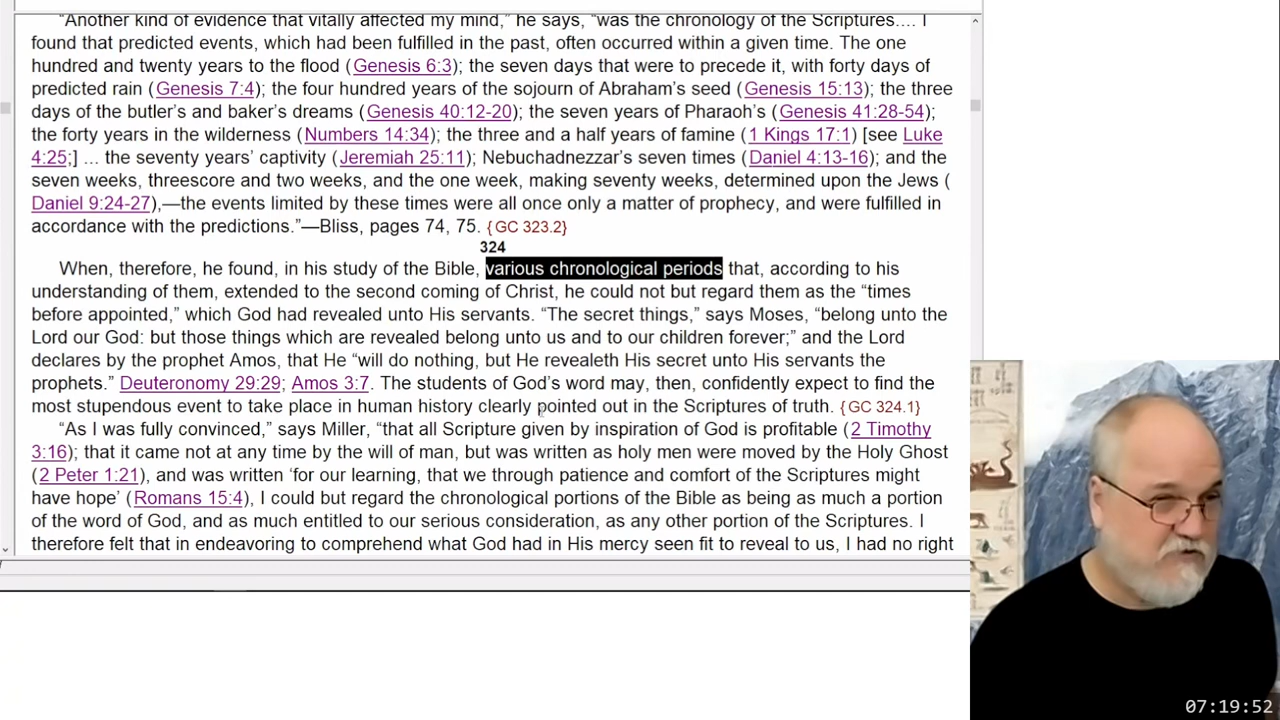 “Another kind of evidence that vitally affected my mind,” he says, “was the chronology of the Scriptures.... I
found that predicted events, which had been fulfilled in the past, often occurred within a given time. The one
hundred and twenty years to the flood (Genesis 6:3); the seven days that were to precede it, with forty days of
predicted rain (Genesis 7:4); the four hundred years of the sojourn of Abraham’s seed (Genesis 15:13); the three
days of the butler’s and baker’s dreams (Genesis 40:12-20); the seven years of Pharaoh’s (Genesis 41:28-54);
the forty years in the wilderness (Numbers 14:34); the three and a half years of famine (1 Kings 17:1) [see Luke
4:25;] ... the seventy years’ captivity (Jeremiah 25:11); Nebuchadnezzar’s seven times (Daniel 4:13-16); and the
seven weeks, threescore and two weeks, and the one week, making seventy weeks, determined upon the Jews (
Daniel 9:24-27),—the events limited by these times were all once only a matter of prophecy, and were fulfilled in
accordance with the predictions.”—Bliss, pages 74, 75. {GC 323.2}
324
When, therefore, he found, in his study of the Bible, various chronological periods that, according to his
understanding of them, extended to the second coming of Christ, he could not but regard them as the “times
before appointed,” which God had revealed unto His servants. “The secret things,” says Moses, “belong unto the
Lord our God: but those things which are revealed belong unto us and to our children forever;” and the Lord
declares by the prophet Amos, that He “will do nothing, but He revealeth His secret unto His servants the
prophets.” Deuteronomy 29:29; Amos 3:7. The students of God’s word may, then, confidently expect to find the
most stupendous event to take place in human history clearly pointed out in the Scriptures of truth. {GC 324.1}
“As I was fully convinced,” says Miller, “that all Scripture given by inspiration of God is profitable (2 Timothy
3:16); that it came not at any time by the will of man, but was written as holy men were moved by the Holy Ghost
(2 Peter 1:21), and was written ‘for our learning, that we through patience and comfort of the Scriptures might
have hope’ (Romans 15:4), I could but regard the chronological portions of the Bible as being as much a portion
of the word of God, and as much entitled to our serious consideration, as any other portion of the Scriptures. I
therefore felt that in endeavoring to comprehend what God had in His mercy seen fit to reveal to us, I had no right
07:19:52